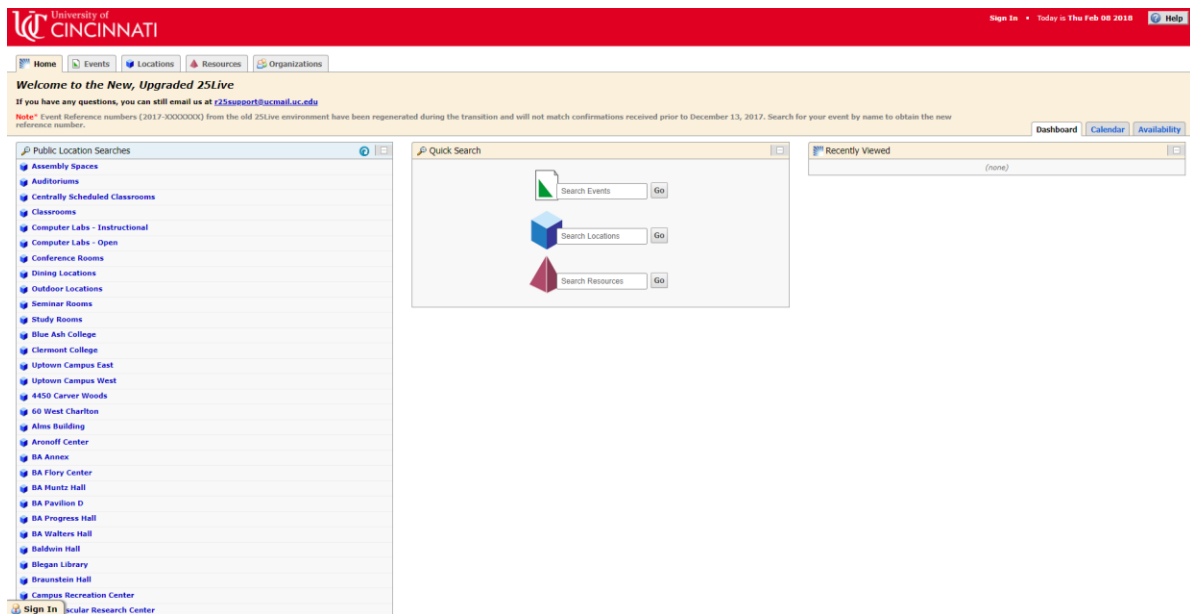 University of
CINCINNATI
Sign In • Today is Thu Feb 08 2018
Help
Home
Events
Locations
Resources
Organizations
Welcome to the New, Upgraded 25Live
If you have any questions, you can still email us at r25support@ucmail.uc.edu
Note* Event Reference numbers (2017-XXXXXXX) from the old 25Live environment have been regenerated during the transition and will not match confirmations received prior to December 13, 2017. Search for your event by name to obtain the new
reference number.
Dashboard
Calendar
Availability
Public Location Searches
Assembly Spaces
Auditoriums
Centrally Scheduled Classrooms
Classrooms
Computer Labs - Instructional
Computer Labs - Open
Conference Rooms
Dining Locations
Outdoor Locations
Seminar Rooms
Study Rooms
Blue Ash College
Clermont College
Uptown Campus East
Uptown Campus West
4450 Carver Woods
60 West Charlton
Alms Building
Aronoff Center
BA Annex
BA Flory Center
BA Muntz Hall
BA Pavilion D
BA Progress Hall
BA Walters Hall
Baldwin Hall
Blegan Library
Braunstein Hall
Campus Recreation Center
scular Research Center
Sign In
Quick Search
Search Events
Go
Search Locations
Go
Search Resources
Go
Recently Viewed
(none)